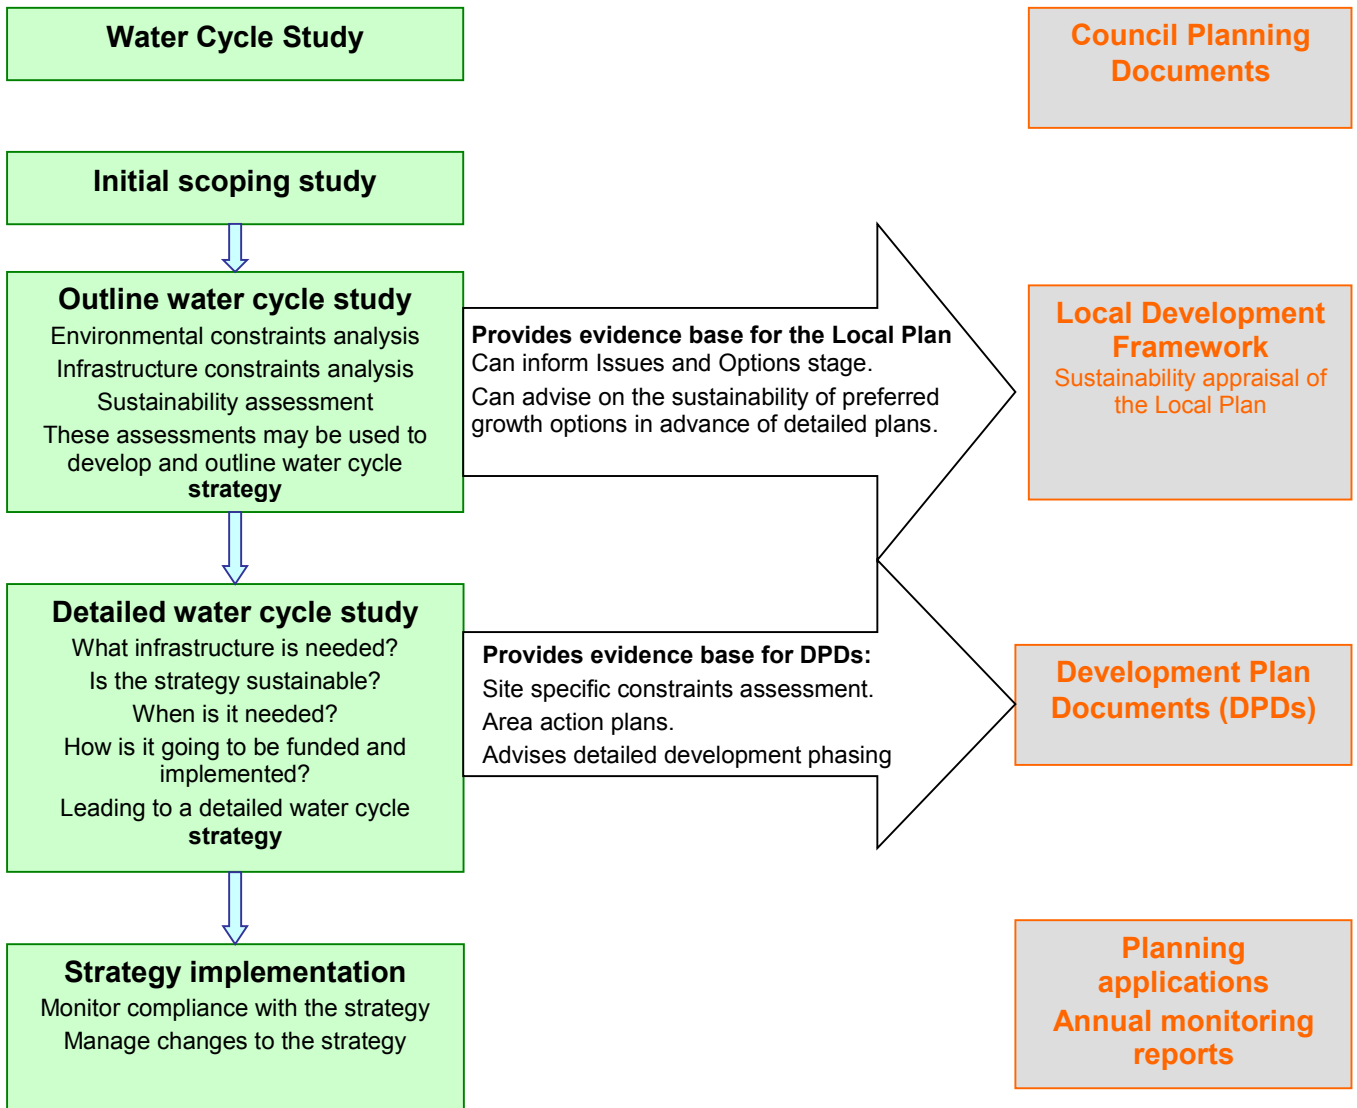 Water Cycle Study
Council Planning
Documents
Initial scoping study
Outline water cycle study
Environmental constraints analysis
Infrastructure constraints analysis
Sustainability assessment
These assessments may be used to
develop and outline water cycle
strategy
Provides evidence base for the Local Plan
Can inform Issues and Options stage.
Can advise on the sustainability of preferred
growth options in advance of detailed plans.
Local Development
Framework
Sustainability appraisal of
the Local Plan
Detailed water cycle study
What infrastructure is needed?
Is the strategy sustainable?
When is it needed?
How is it going to be funded and
implemented?
Leading to a detailed water cycle
strategy
Provides evidence base for DPDs:
Site specific constraints assessment.
Area action plans.
Advises detailed development phasing
Development Plan
Documents (DPDs)
Strategy implementation
Monitor compliance with the strategy
Manage changes to the strategy
Planning
applications
Annual monitoring
reports